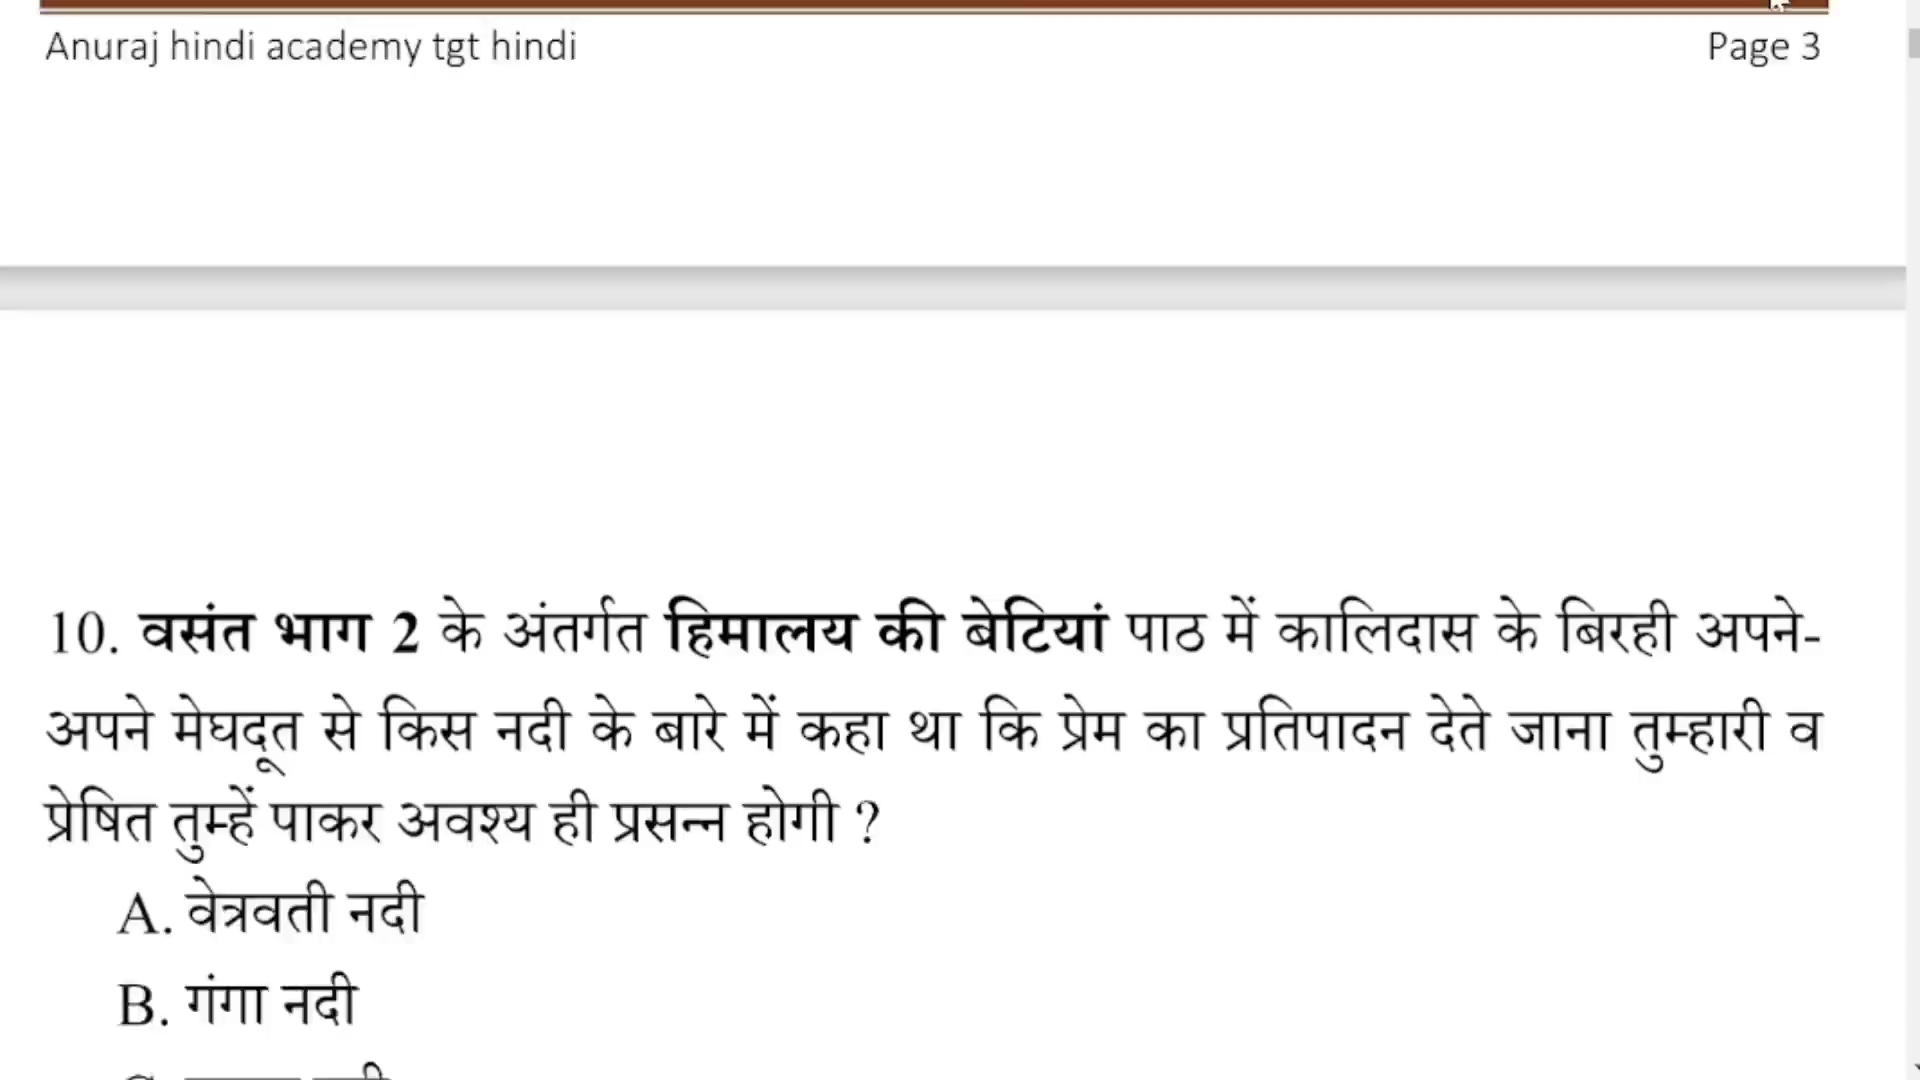 Anuraj hindi academy tgt hindi
Page 3
10. वसंत भाग 2 के अंतर्गत हिमालय की बेटियां पाठ में कालिदास के बिरही अपने-
अपने मेघदूत से किस नदी के बारे में कहा था कि प्रेम का प्रतिपादन देते जाना तुम्हारी व
प्रेषित तुम्हें पाकर अवश्य ही प्रसन्न होगी ?
A. वेत्रवती नदी
B. गंगा नदी